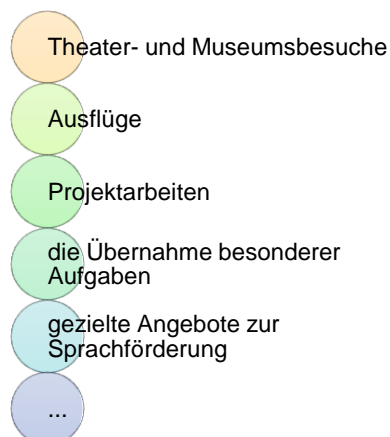 Theater- und Museumsbesuche
Ausflüge
Projektarbeiten
die Übernahme besonderer
Aufgaben
gezielte Angebote zur
Sprachförderung
...